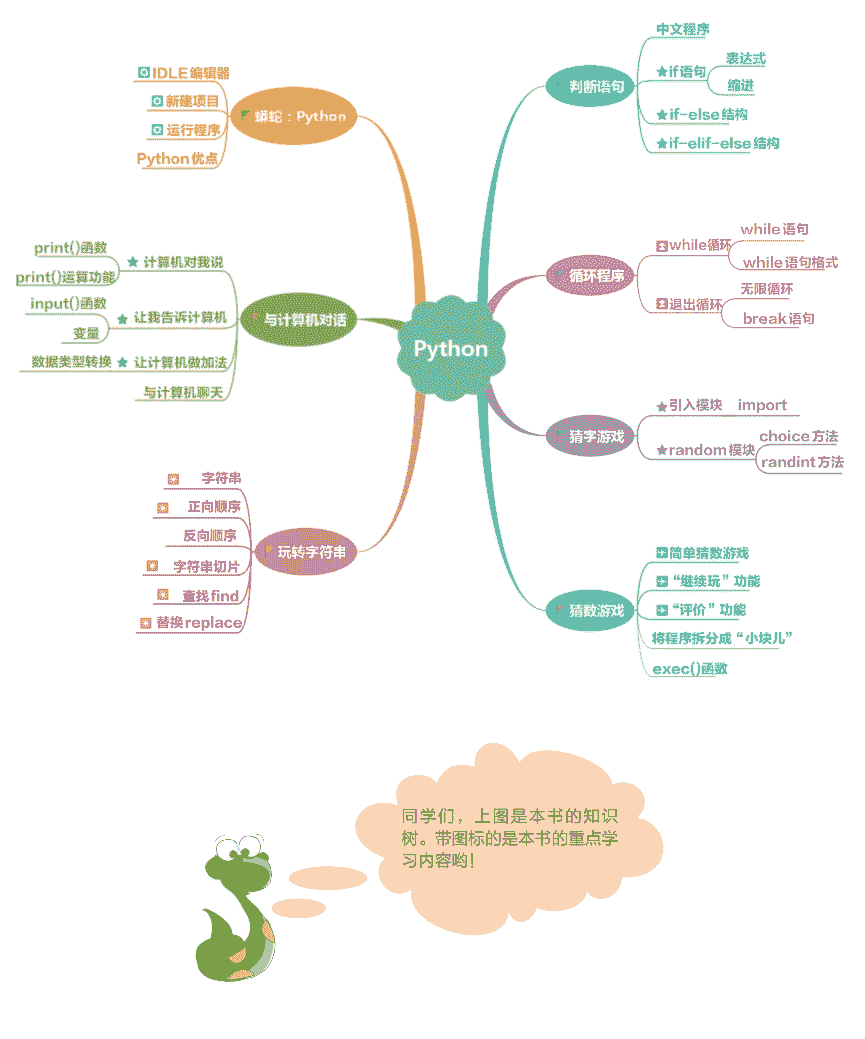 Python
蟒蛇：Python
IDLE编辑器
新建项目
运行程序
Python优点
与计算机对话
计算机对我说
print()函数
print()运算功能
让我告诉计算机
input()函数
变量
让计算机做加法
数据类型转换
与计算机聊天
玩转字符串
字符串
正向顺序
反向顺序
字符串切片
查找find
替换replace
判断语句
中文程序
if语句
表达式
缩进
if-else结构
if-elif-else结构
循环程序
while循环
while语句
while语句格式
退出循环
无限循环
break语句
猜字游戏
引入模块 import
random模块
choice方法
randint方法
猜数游戏
简单猜数游戏
“继续玩”功能
“评价”功能
将程序拆分成“小块儿”
exec()函数
同学们，上图是本书的知识
树。带图标的是本书的重点学
习内容哟！